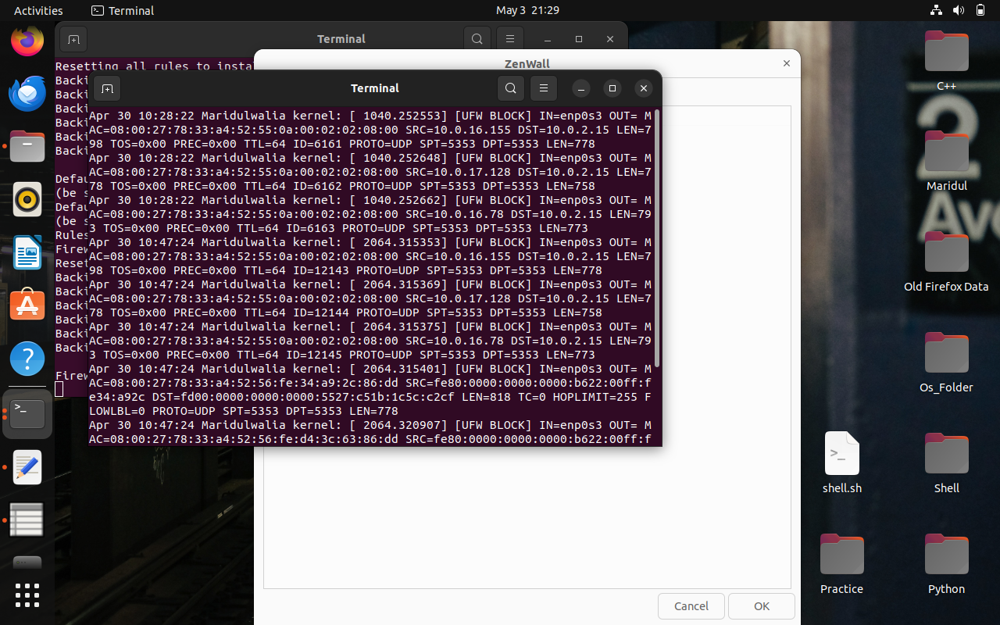 Activities
Terminal
May 3 21:29
Terminal
ZenWall
Resetting all rules to insta
Backi
Backi
Backi
Backi
Backi
Backi
Defau
(be s
Defau
(be s
Rules
Firew
Reset
Backi
Backi
Backi
Backi
Backi
Backi
Firew
Terminal
Apr 30 10:28:22 Maridulwalia kernel: [ 1040.252553] [UFW BLOCK] IN=enp0s3 OUT= M
AC=08:00:27:78:33:a4:52:55:0a:00:02:02:08:00 SRC=10.0.16.155 DST=10.0.2.15 LEN=7
98 TOS=0x00 PREC=0x00 TTL=64 ID=6161 PROTO=UDP SPT=5353 DPT=5353 LEN=778
Apr 30 10:28:22 Maridulwalia kernel: [ 1040.252648] [UFW BLOCK] IN=enp0s3 OUT= M
AC=08:00:27:78:33:a4:52:55:0a:00:02:02:08:00 SRC=10.0.17.128 DST=10.0.2.15 LEN=7
78 TOS=0x00 PREC=0x00 TTL=64 ID=6162 PROTO=UDP SPT=5353 DPT=5353 LEN=758
Apr 30 10:28:22 Maridulwalia kernel: [ 1040.252662] [UFW BLOCK] IN=enp0s3 OUT= M
AC=08:00:27:78:33:a4:52:55:0a:00:02:02:08:00 SRC=10.0.16.78 DST=10.0.2.15 LEN=79
3 TOS=0x00 PREC=0x00 TTL=64 ID=6163 PROTO=UDP SPT=5353 DPT=5353 LEN=773
Apr 30 10:47:24 Maridulwalia kernel: [ 2064.315353] [UFW BLOCK] IN=enp0s3 OUT= M
AC=08:00:27:78:33:a4:52:55:0a:00:02:02:08:00 SRC=10.0.16.155 DST=10.0.2.15 LEN=7
98 TOS=0x00 PREC=0x00 TTL=64 ID=12143 PROTO=UDP SPT=5353 DPT=5353 LEN=778
Apr 30 10:47:24 Maridulwalia kernel: [ 2064.315369] [UFW BLOCK] IN=enp0s3 OUT= M
AC=08:00:27:78:33:a4:52:55:0a:00:02:02:08:00 SRC=10.0.17.128 DST=10.0.2.15 LEN=7
78 TOS=0x00 PREC=0x00 TTL=64 ID=12144 PROTO=UDP SPT=5353 DPT=5353 LEN=758
Apr 30 10:47:24 Maridulwalia kernel: [ 2064.315375] [UFW BLOCK] IN=enp0s3 OUT= M
AC=08:00:27:78:33:a4:52:55:0a:00:02:02:08:00 SRC=10.0.16.78 DST=10.0.2.15 LEN=79
3 TOS=0x00 PREC=0x00 TTL=64 ID=12145 PROTO=UDP SPT=5353 DPT=5353 LEN=773
Apr 30 10:47:24 Maridulwalia kernel: [ 2064.315401] [UFW BLOCK] IN=enp0s3 OUT= M
AC=08:00:27:78:33:a4:52:56:fe:34:a9:2c:86:dd SRC=fe80:0000:0000:0000:b622:00ff:f
e34:a92c DST=fd00:0000:0000:0000:5527:c51b:1c5c:c2cf LEN=818 TC=0 HOPLIMIT=255 F
LOWLBL=0 PROTO=UDP SPT=5353 DPT=5353 LEN=778
Apr 30 10:47:24 Maridulwalia kernel: [ 2064.320907] [UFW BLOCK] IN=enp0s3 OUT= M
AC=08:00:27:78:33:a4:52:56:fe:d4:3c:63:86:dd SRC=fe80:0000:0000:0000:b622:00ff:f
Cancel
OK
2
Ave
C++
Maridul
Old Firefox Data
Os_Folder
shell.sh
Shell
Practice
Python